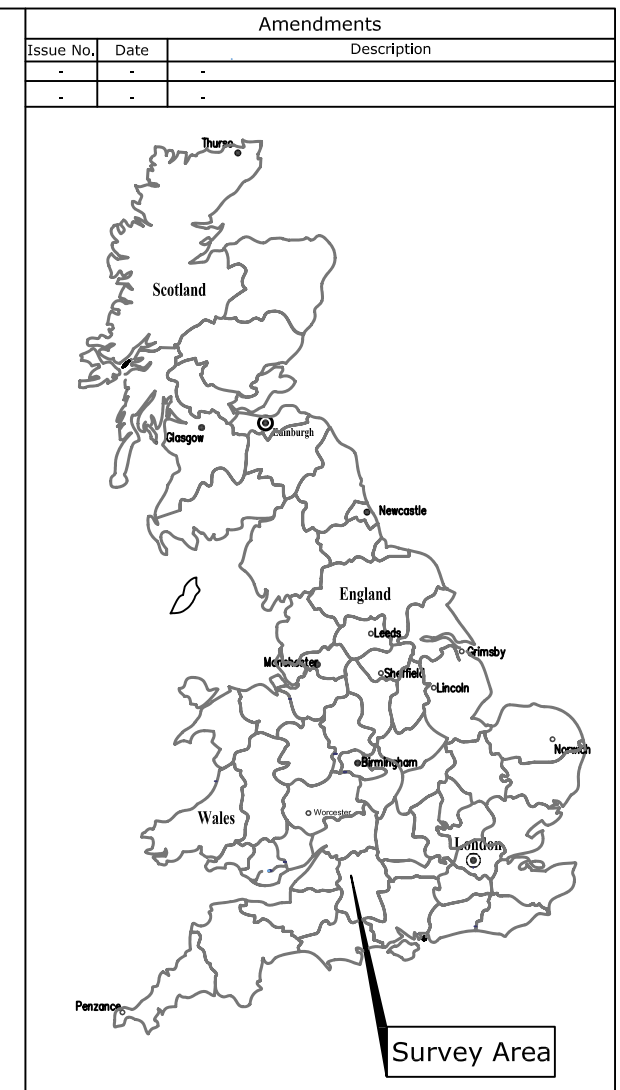 Amendments
Issue No. Date Description
- - -
- - -
Thurso
Scotland
Edinburgh
Glasgow
Newcastle
England
Leeds
Grimsby
Manchester
Sheffield
Lincoln
Norwich
Birmingham
Worcester
Wales
London
Penzance
Survey Area